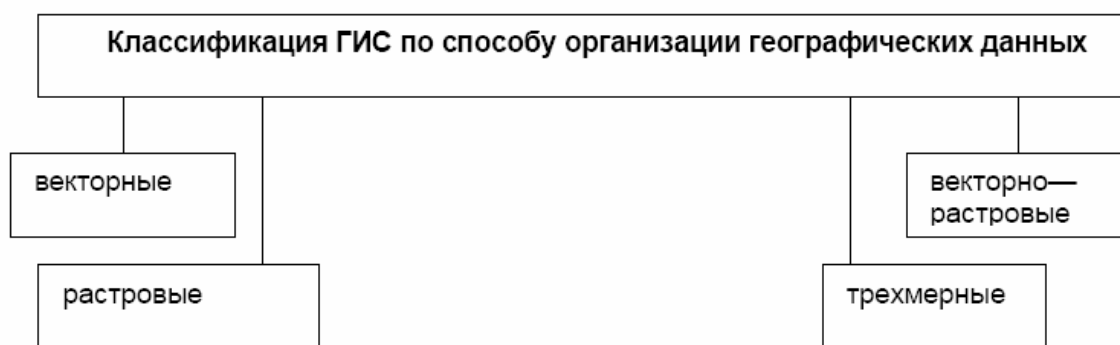 Классификация ГИС по способу организации географических данных
векторные
векторно—
растровые
растровые
трехмерные